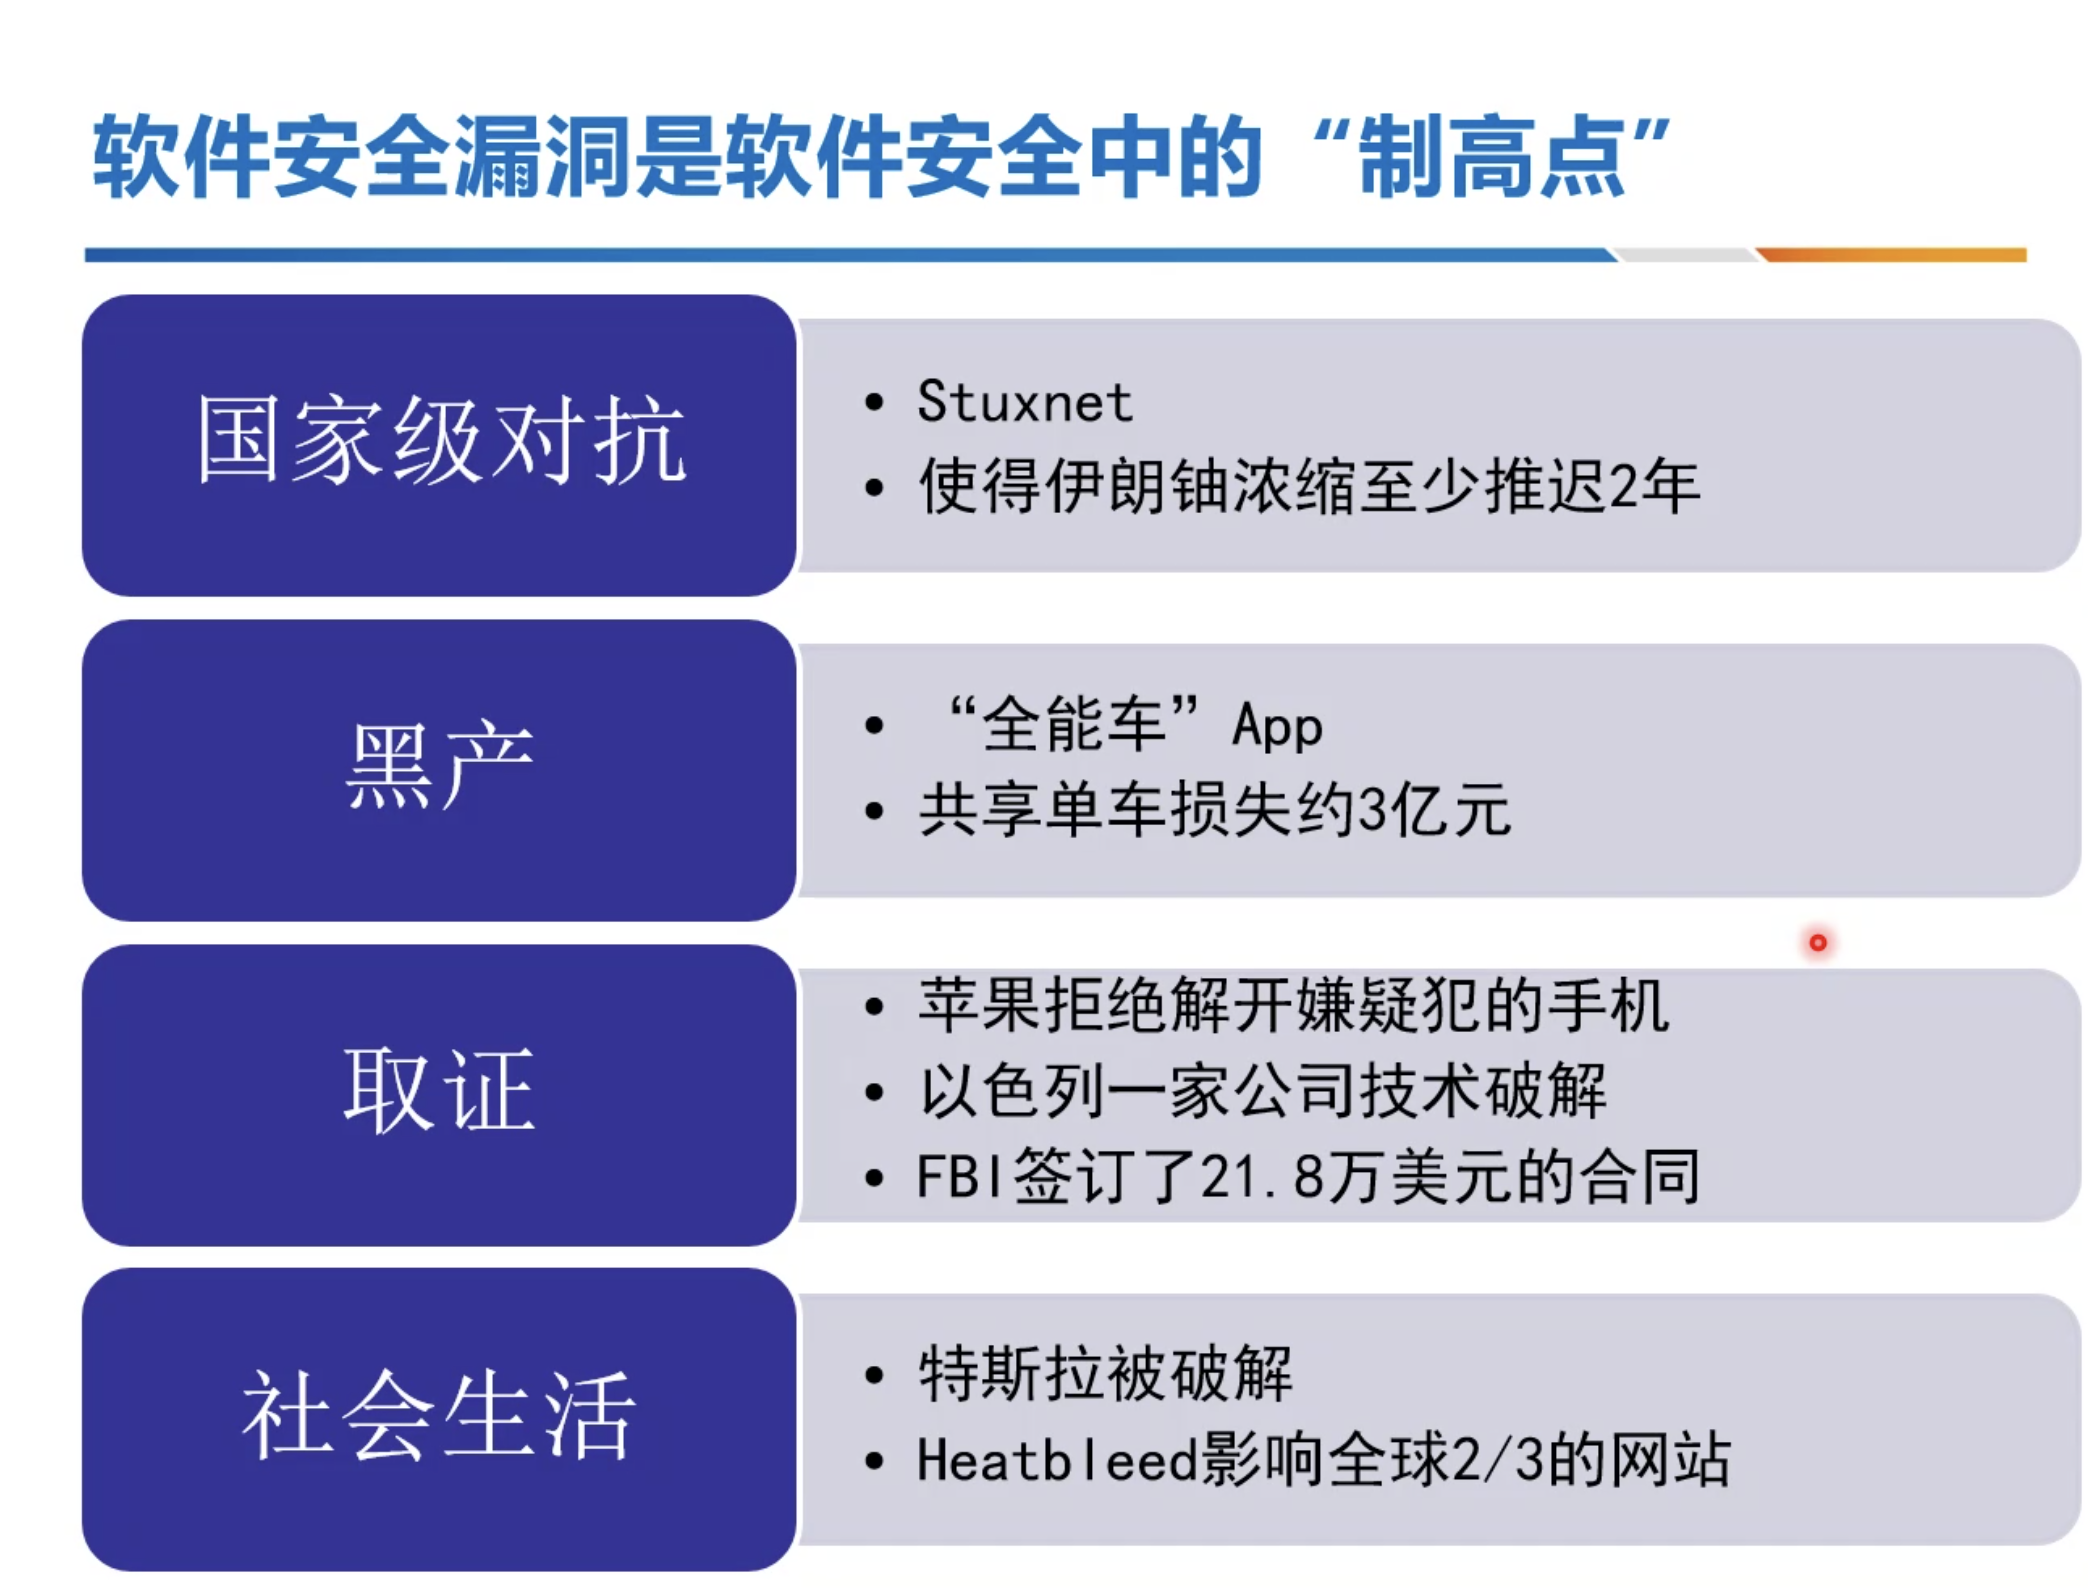 软件安全漏洞是软件安全中的“制高点”
国家级对抗
• Stuxnet
• 使得伊朗铀浓缩至少推迟2年
黑产
• “全能车”App
• 共享单车损失约3亿元
取证
• 苹果拒绝解开嫌疑犯的手机
• 以色列一家公司技术破解
• FBI签订了21.8万美元的合同
社会生活
• 特斯拉被破解
• Heatbleed影响全球2/3的网站